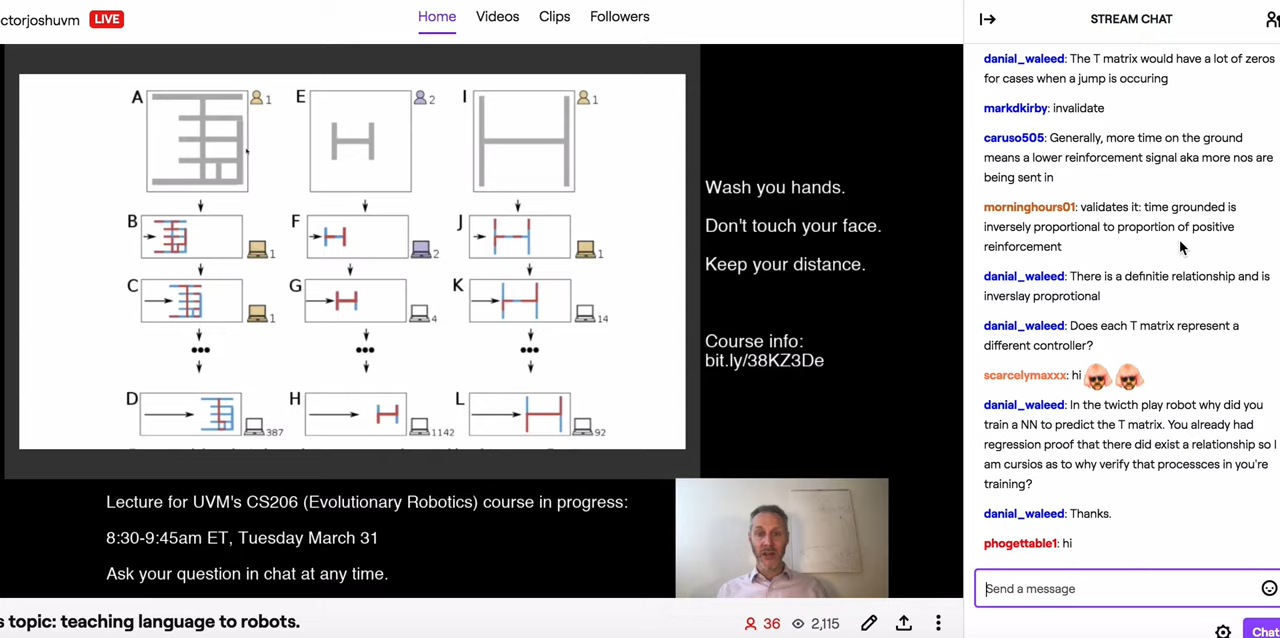 ctorjoshuvm LIVE
Home Videos Clips Followers
STREAM CHAT
A 1 E 2 I 1
B 1 F 2 J 1
C 1 G 4 K 14
D 387 H 1142 L 92
Wash you hands.
Don't touch your face.
Keep your distance.
Course info:
bit.ly/38KZ3De
Lecture for UVM's CS206 (Evolutionary Robotics) course in progress:
8:30-9:45am ET, Tuesday March 31
Ask your question in chat at any time.
s topic: teaching language to robots.
36 2,115
danial_waleed: The T matrix would have a lot of zeros
for cases when a jump is occuring
markdkirby: invalidate
caruso505: Generally, more time on the ground
means a lower reinforcement signal aka more nos are
being sent in
morninghours01: validates it: time grounded is
inversely proportional to proportion of positive
reinforcement
danial_waleed: There is a definitie relationship and is
inverslay proprotional
danial_waleed: Does each T matrix represent a
different controller?
scarcelymaxxx: hi
danial_waleed: In the twicth play robot why did you
train a NN to predict the T matrix. You already had
regression proof that there did exist a relationship so I
am cursios as to why verify that processces in you're
training?
danial_waleed: Thanks.
phogettable1: hi
Send a message
Chat